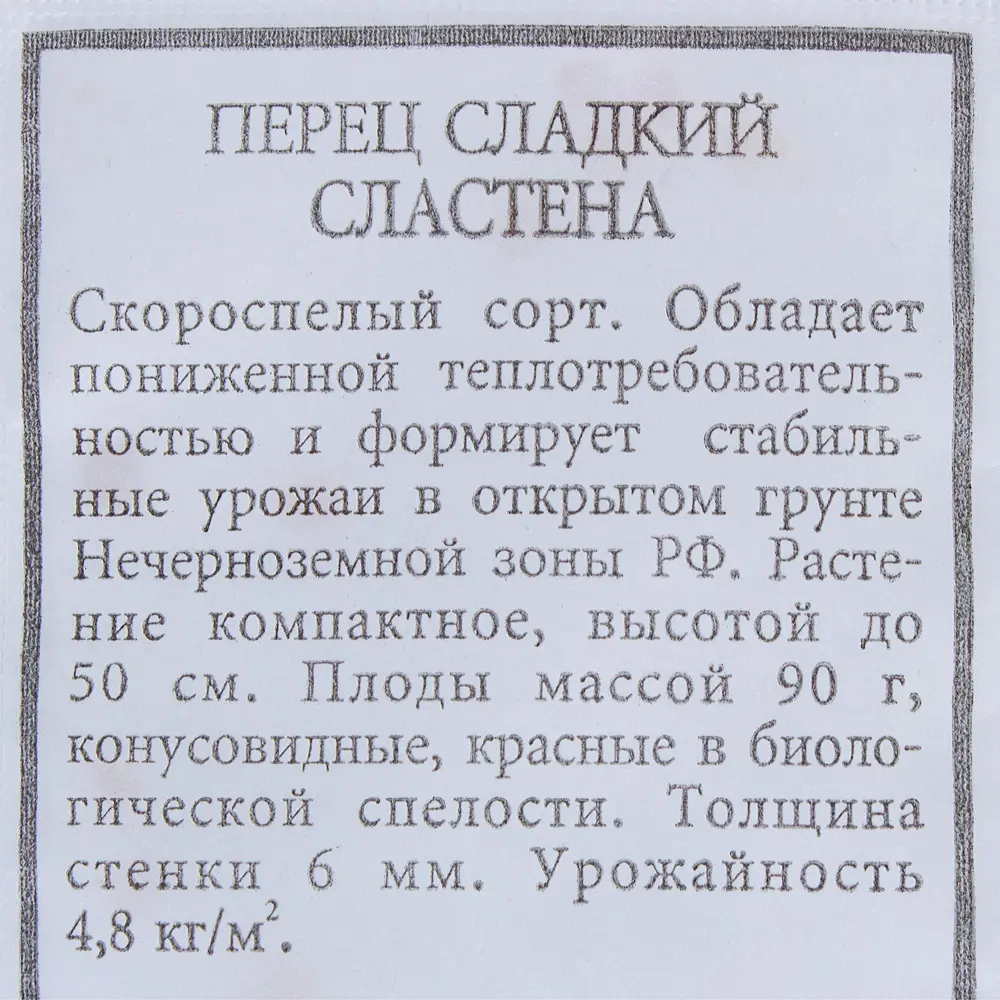 ПЕРЕЦ СЛАДКИЙ
СЛАСТЕНА
Скороспелый сорт. Обладает
пониженной теплотребователь-
ностью и формирует стабиль-
ные урожаи в открытом грунте
Нечерноземной зоны РФ. Расте-
ние компактное, высотой до
50 см. Плоды массой 90 г,
конусовидные, красные в биоло-
гической спелости. Толщина
стенки 6 мм. Урожайность
4,8 кг/м².